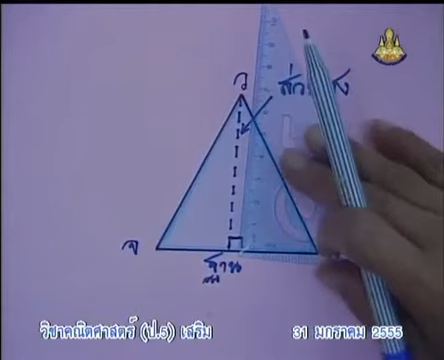 ว
จ
ฐาน
วิชาคณิตศาสตร์ (ป.5) เสริม 31 มกราคม 2555